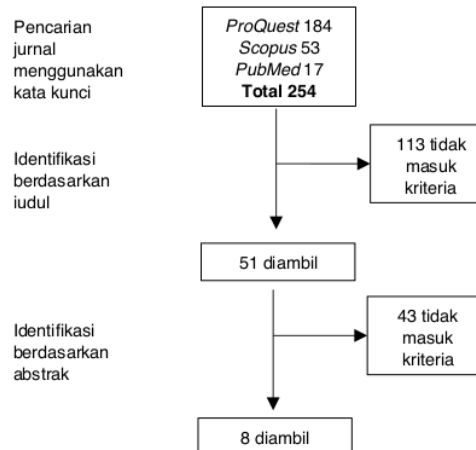 Pencarian
jurnal
menggunakan
kata kunci
ProQuest 184
Scopus 53
PubMed 17
Total 254
Identifikasi
berdasarkan
iudul
113 tidak
masuk
kriteria
51 diambil
Identifikasi
berdasarkan
abstrak
43 tidak
masuk
kriteria
8 diambil